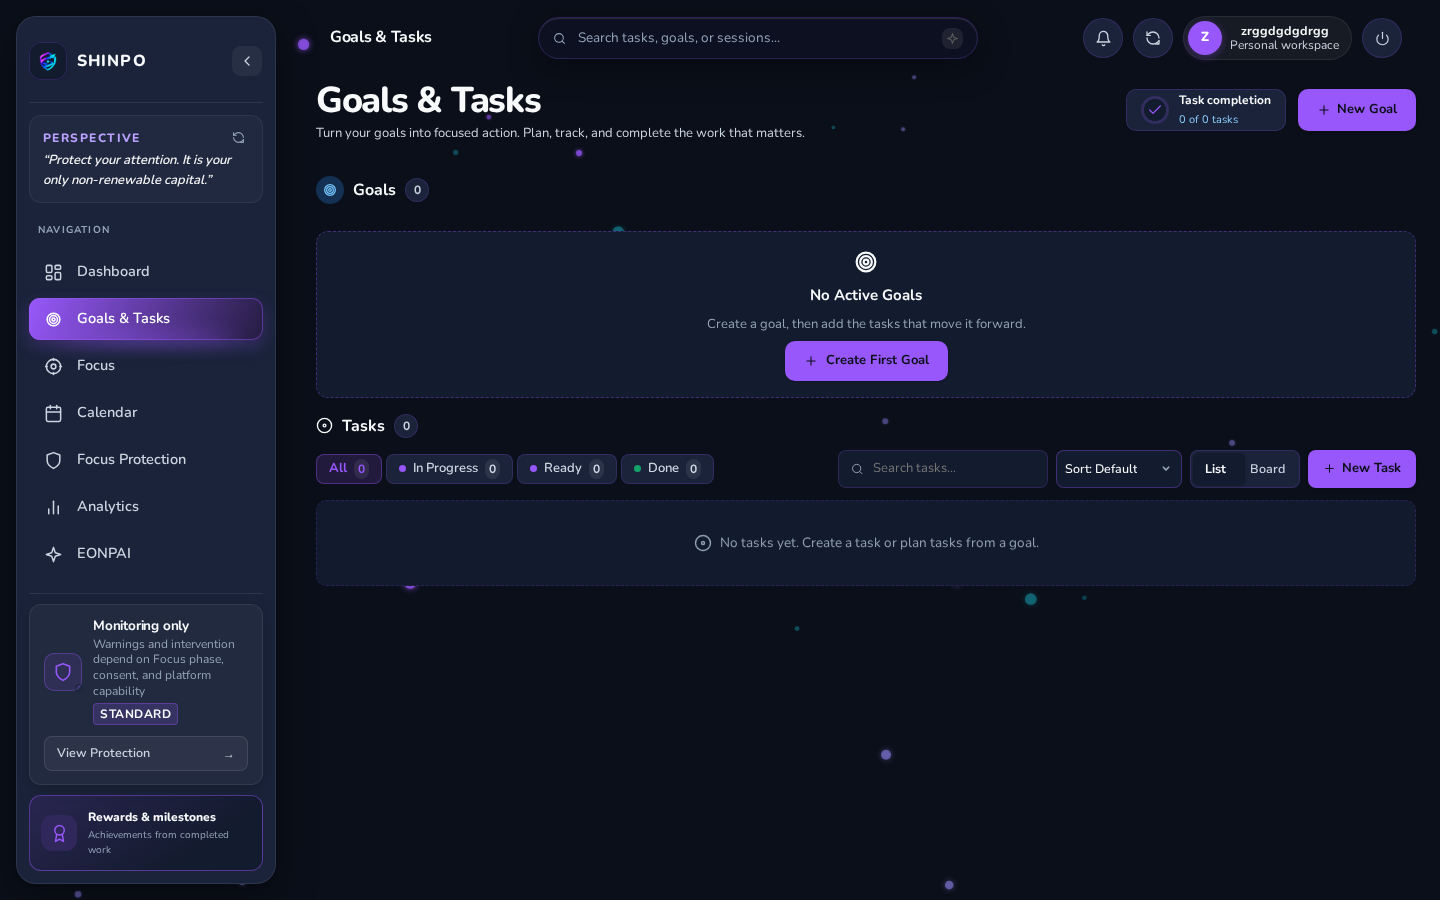 SHINPO
PERSPECTIVE
“Protect your attention. It is your
only non-renewable capital.”
NAVIGATION
Dashboard
Goals & Tasks
Focus
Calendar
Focus Protection
Analytics
EONPAI
Monitoring only
Warnings and intervention
depend on Focus phase,
consent, and platform
capability
STANDARD
View Protection →
Rewards & milestones
Achievements from completed
work
Goals & Tasks
Search tasks, goals, or sessions...
Z
zrggdgdgdrgg
Personal workspace
Goals & Tasks
Turn your goals into focused action. Plan, track, and complete the work that matters.
Task completion
0 of 0 tasks
New Goal
Goals 0
No Active Goals
Create a goal, then add the tasks that move it forward.
Create First Goal
Tasks 0
All 0 In Progress 0 Ready 0 Done 0 Search tasks... Sort: Default List Board New Task
No tasks yet. Create a task or plan tasks from a goal.